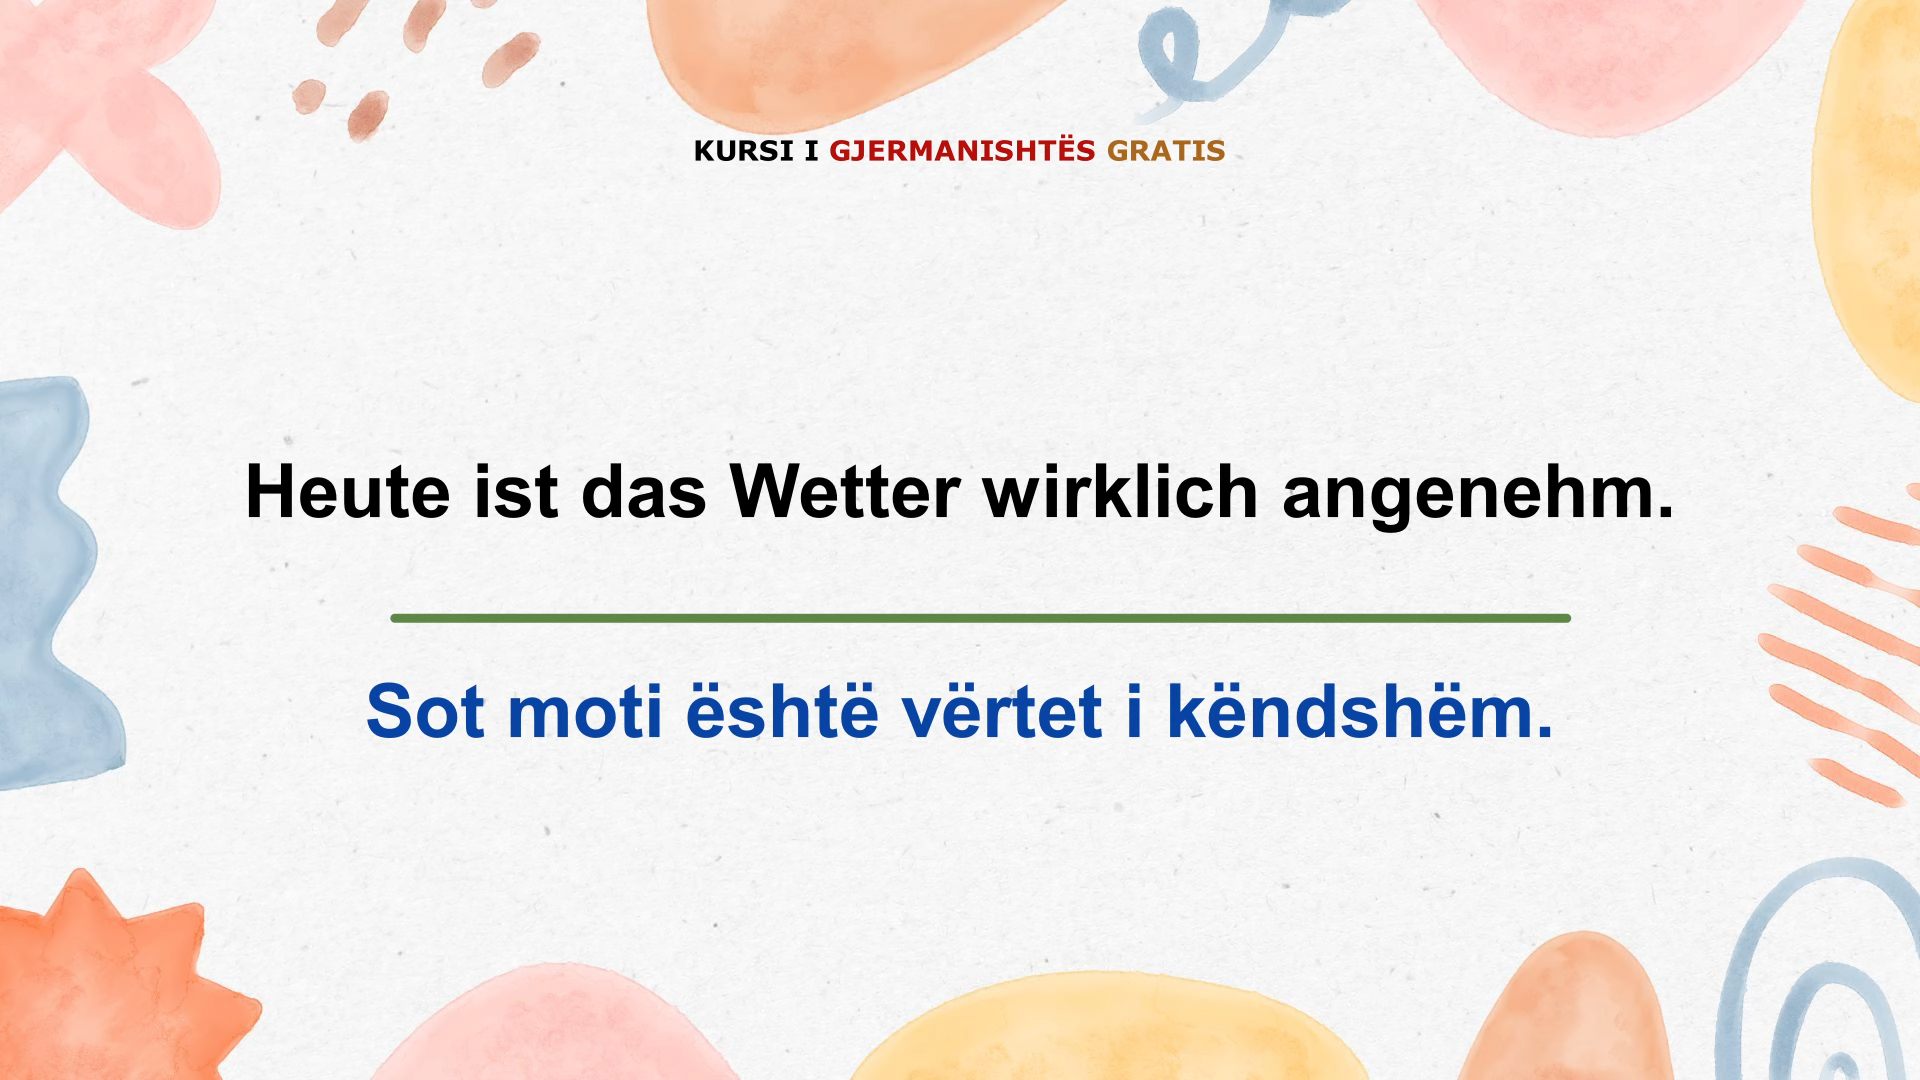 KURSI I GJERMANISHTËS GRATIS
Heute ist das Wetter wirklich angenehm.
Sot moti është vërtet i këndshëm.